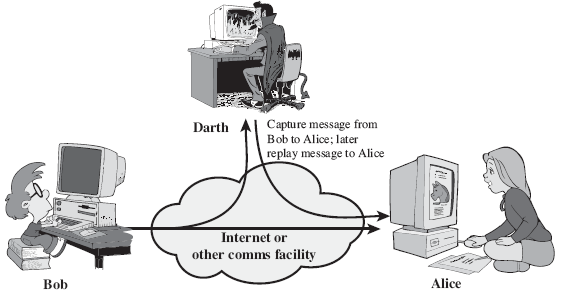 Darth
Capture message from
Bob to Alice; later
replay message to Alice
Internet or
other comms facility
Bob
Alice